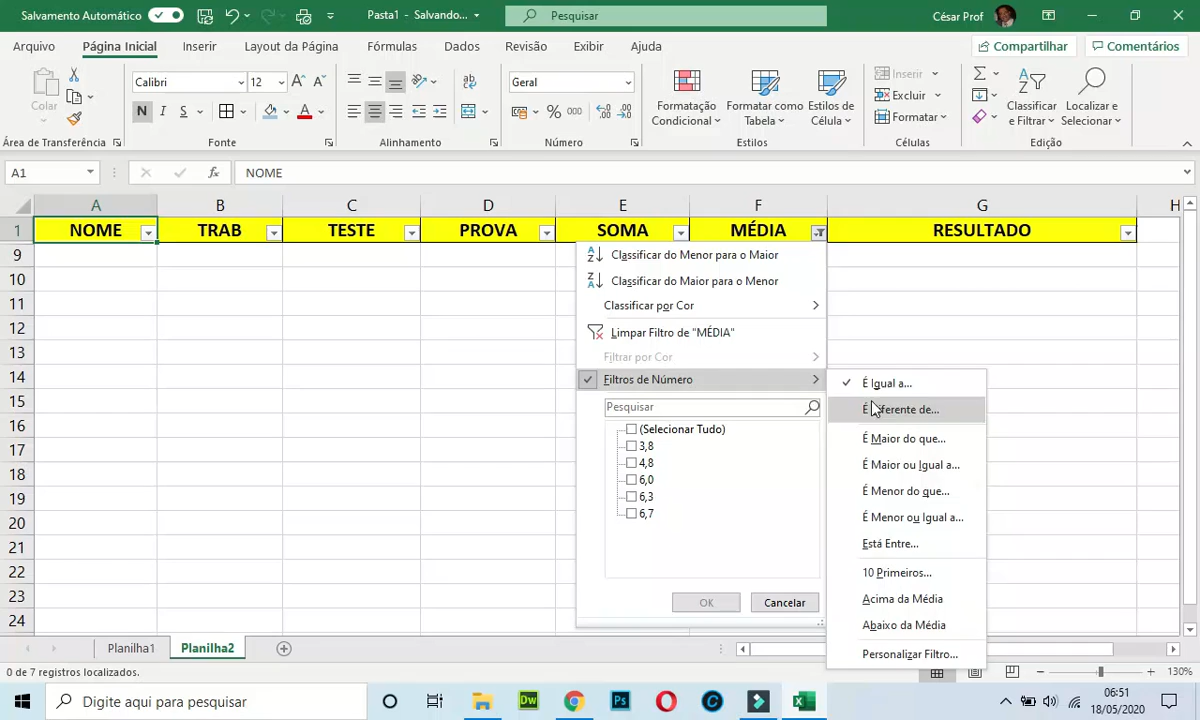 Salvamento Automático
Pasta1 - Salvando...
Pesquisar
César Prof
Arquivo
Página Inicial
Inserir
Layout da Página
Fórmulas
Dados
Revisão
Exibir
Ajuda
Compartilhar
Comentários
Colar
Área de Transferência
Calibri
12
N
I
S
Fonte
Alinhamento
Geral
%
000
Número
Formatação
Condicional
Formatar como
Tabela
Estilos de
Célula
Estilos
Inserir
Excluir
Formatar
Células
Classificar
e Filtrar
Localizar e
Selecionar
Edição
A1
fx
NOME
A B C D E F G H
1 NOME TRAB TESTE PROVA SOMA MÉDIA RESULTADO
9
10
11
12
13
14
15
16
17
18
19
20
21
22
23
24
Classificar do Menor para o Maior
Classificar do Maior para o Menor
Classificar por Cor
Limpar Filtro de "MÉDIA"
Filtrar por Cor
Filtros de Número
Pesquisar
(Selecionar Tudo)
3,8
4,8
6,0
6,3
6,7
OK
Cancelar
É Igual a...
É Maior do que...
É Maior ou Igual a...
É Menor do que...
É Menor ou Igual a...
Está Entre...
10 Primeiros...
Acima da Média
Abaixo da Média
Personalizar Filtro...
Planilha1
Planilha2
0 de 7 registros localizados.
130%
Digite aqui para pesquisar
Dw
Ps
06:51
18/05/2020